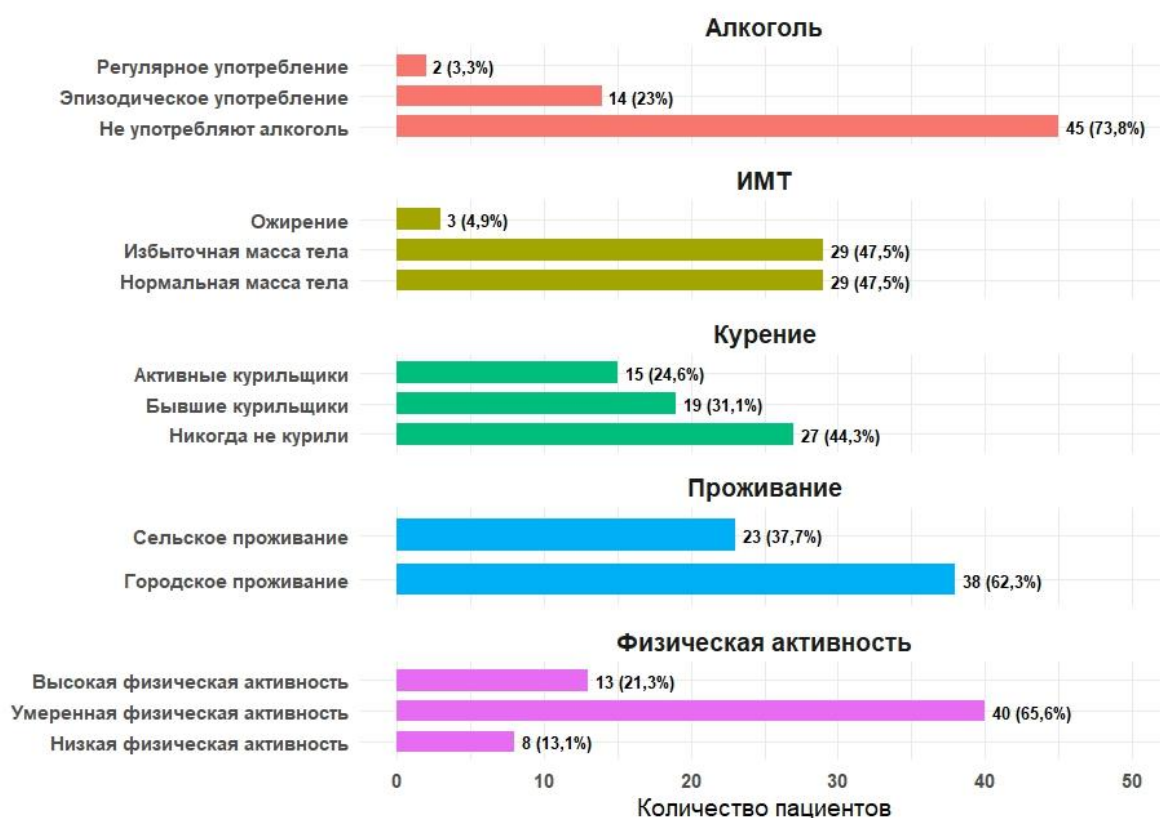 Алкоголь
Регулярное употребление 2 (3,3%)
Эпизодическое употребление 14 (23%)
Не употребляют алкоголь 45 (73,8%)
ИМТ
Ожирение 3 (4,9%)
Избыточная масса тела 29 (47,5%)
Нормальная масса тела 29 (47,5%)
Курение
Активные курильщики 15 (24,6%)
Бывшие курильщики 19 (31,1%)
Никогда не курили 27 (44,3%)
Проживание
Сельское проживание 23 (37,7%)
Городское проживание 38 (62,3%)
Физическая активность
Высокая физическая активность 13 (21,3%)
Умеренная физическая активность 40 (65,6%)
Низкая физическая активность 8 (13,1%)
0 10 20 30 40 50
Количество пациентов